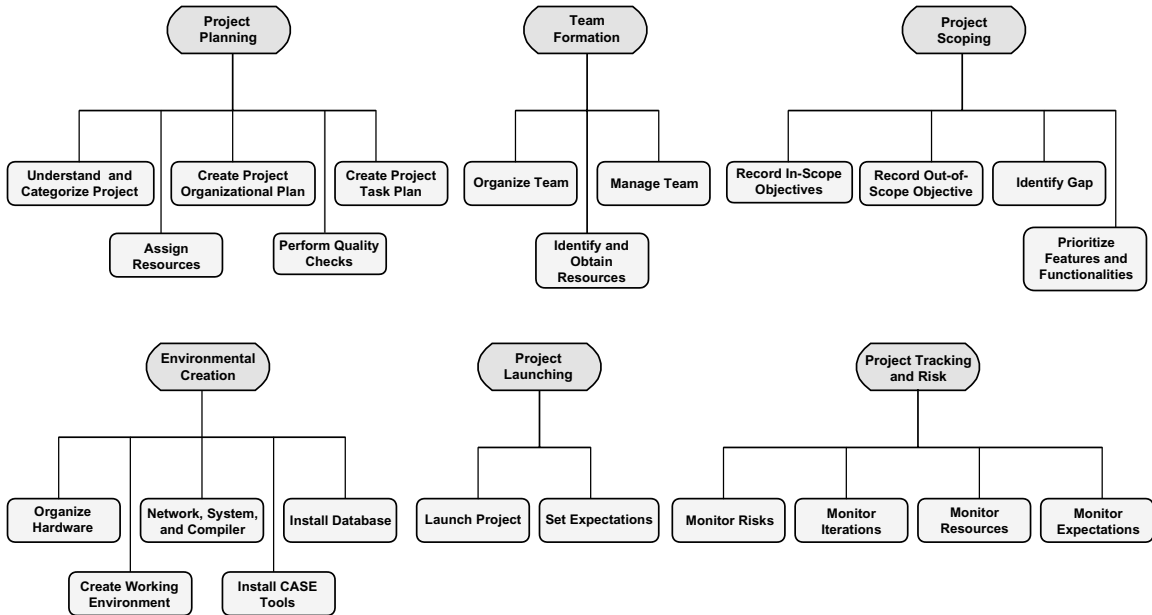 Project
Planning
Team
Formation
Project
Scoping
Understand and
Categorize Project
Create Project
Organizational Plan
Create Project
Task Plan
Organize Team
Manage Team
Record In-Scope
Objectives
Record Out-of-
Scope Objective
Identify Gap
Assign
Resources
Perform Quality
Checks
Identify and
Obtain
Resources
Prioritize
Features and
Functionalities
Environmental
Creation
Project
Launching
Project Tracking
and Risk
Organize
Hardware
Network, System,
and Compiler
Install Database
Launch Project
Set Expectations
Monitor Risks
Monitor
Iterations
Monitor
Resources
Monitor
Expectations
Create Working
Environment
Install CASE
Tools